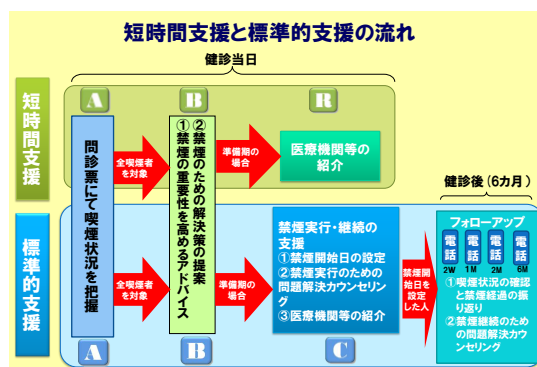 短時間支援と標準的支援の流れ
健診当日
短時間支援
A
B
R
問診票にて喫煙状況を把握
全喫煙者
を対象
①禁煙の重要性を高めるアドバイス
②禁煙のための解決策の提案
準備期の
場合
医療機関等の
紹介
健診後(6カ月)
標準的支援
全喫煙者
を対象
準備期の
場合
禁煙実行・継続の
支援
①禁煙開始日の設定
②禁煙実行のための
問題解決カウンセリン
グ
③医療機関等の紹介
禁煙開
始日を
設定
した人
フォローアップ
電話
電話
電話
電話
2W
1M
2M
6M
①喫煙状況の確認
と禁煙経過の振
り返り
②禁煙継続のため
の問題解決カウ
ンセリング
A
B
C